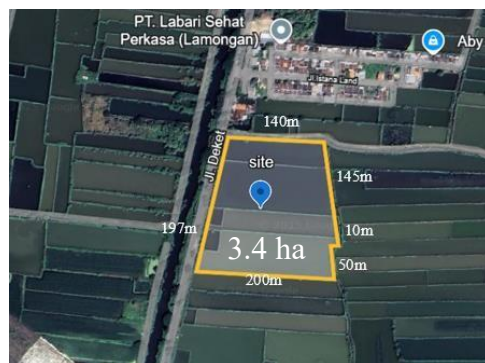 PT. Labari Sehat
Perkasa (Lamongan)
Aby
Jl.Istana Land
140m
Jl. Deket
site
145m
197m
10m
3.4 ha
50m
200m